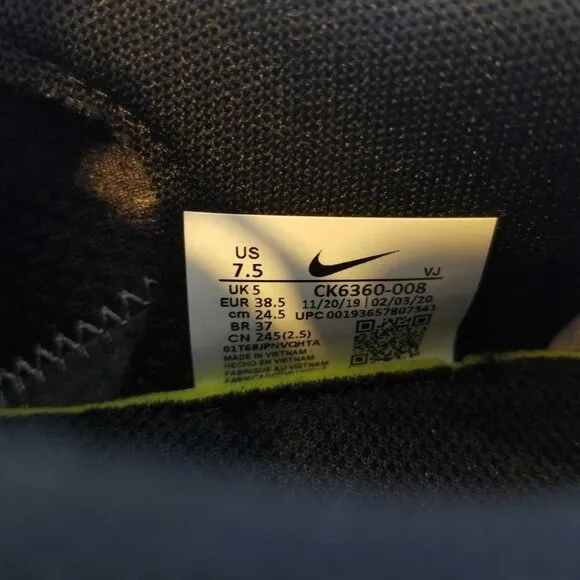 US
7.5 VJ
UK 5 CK6360-008
EUR 38.5 11/20/19 02/03/20
cm 24.5 UPC 00193657807341
BR 37
CN 245(2.5)
01T68JPNVQHTA
MADE IN VIETNAM
HECHO EN VIETNAM
FABRIQUE AU VIETNAM